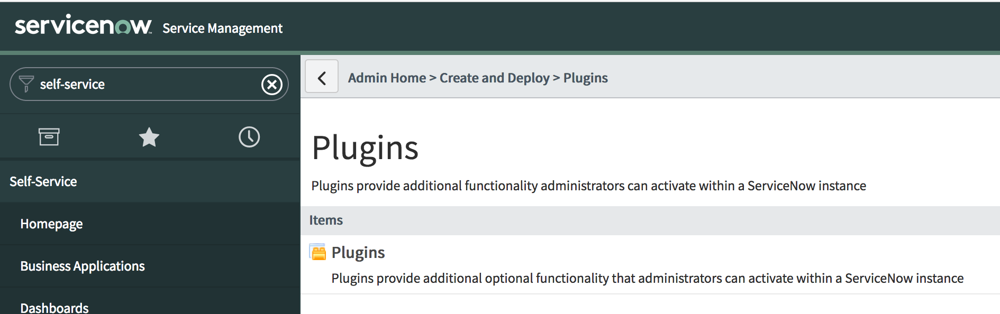 servicenow™ Service Management
self-service
Admin Home > Create and Deploy > Plugins
Self-Service
Homepage
Business Applications
Dashboards
Plugins
Plugins provide additional functionality administrators can activate within a ServiceNow instance
Items
Plugins
Plugins provide additional optional functionality that administrators can activate within a ServiceNow instance